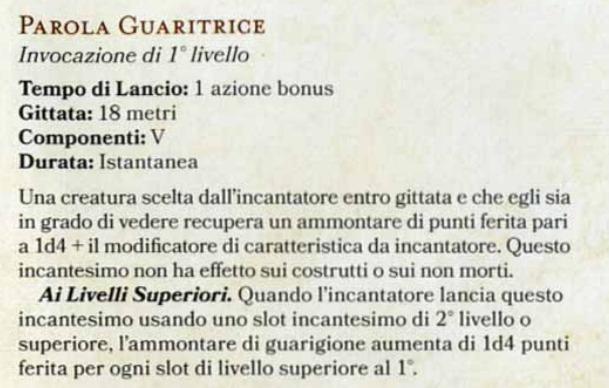 Parola Guaritrice
Invocazione di 1° livello
Tempo di Lancio: 1 azione bonus
Gittata: 18 metri
Componenti: V
Durata: Istantanea
Una creatura scelta dall'incantatore entro gittata e che egli sia
in grado di vedere recupera un ammontare di punti ferita pari
a 1d4 + il modificatore di caratteristica da incantatore. Questo
incantesimo non ha effetto sui costrutti o sui non morti.
Ai Livelli Superiori. Quando l'incantatore lancia questo
incantesimo usando uno slot incantesimo di 2° livello o
superiore, l'ammontare di guarigione aumenta di 1d4 punti
ferita per ogni slot di livello superiore al 1°.